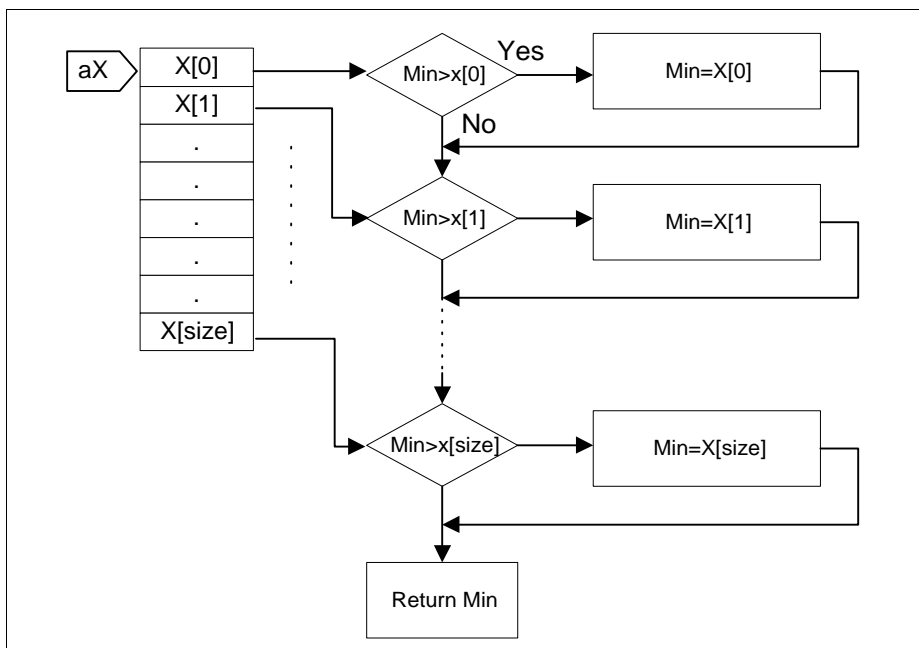 aX
X[0]
X[1]
.
.
.
.
.
X[size]
Min>x[0]
Yes
Min=X[0]
No
Min>x[1]
Min=X[1]
Min>x[size]
Min=X[size]
Return Min